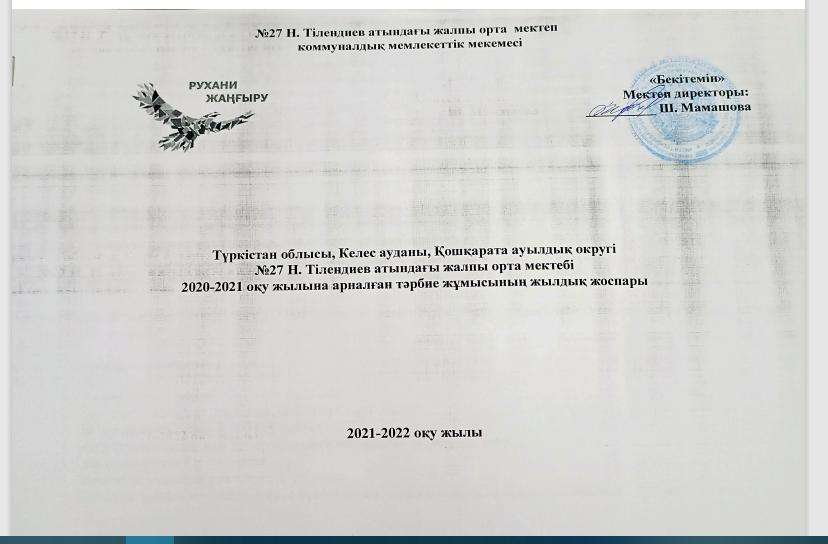 №27 Н. Тілендиев атындағы жалпы орта мектеп
коммуналдық мемлекеттік мекемесі
РУХАНИ
ЖАҢҒЫРУ
«Бекітемін»
Мектеп директоры:
Ш. Мамашова
Түркістан облысы, Келес ауданы, Қошқарата ауылдық округі
№27 Н. Тілендиев атындағы жалпы орта мектебі
2020-2021 оқу жылына арналған тәрбие жұмысының жылдық жоспары
2021-2022 оқу жылы